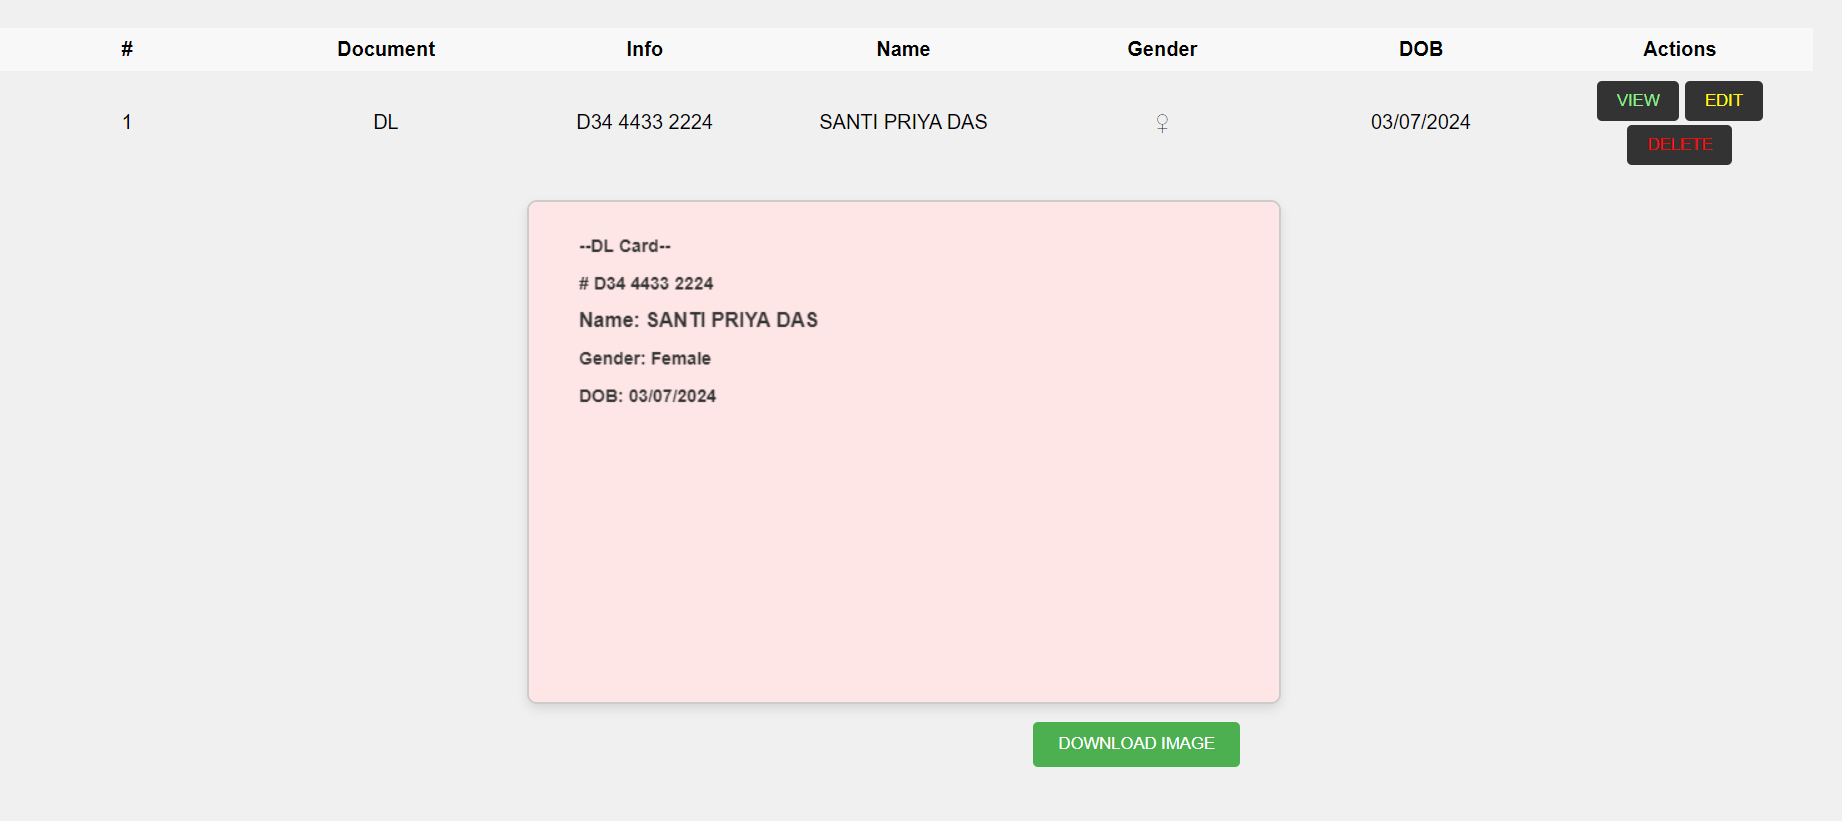 # Document Info Name Gender DOB Actions
1 DL D34 4433 2224 SANTI PRIYA DAS ♀ 03/07/2024 VIEW EDIT
DELETE
--DL Card--
# D34 4433 2224
Name: SANTI PRIYA DAS
Gender: Female
DOB: 03/07/2024
DOWNLOAD IMAGE